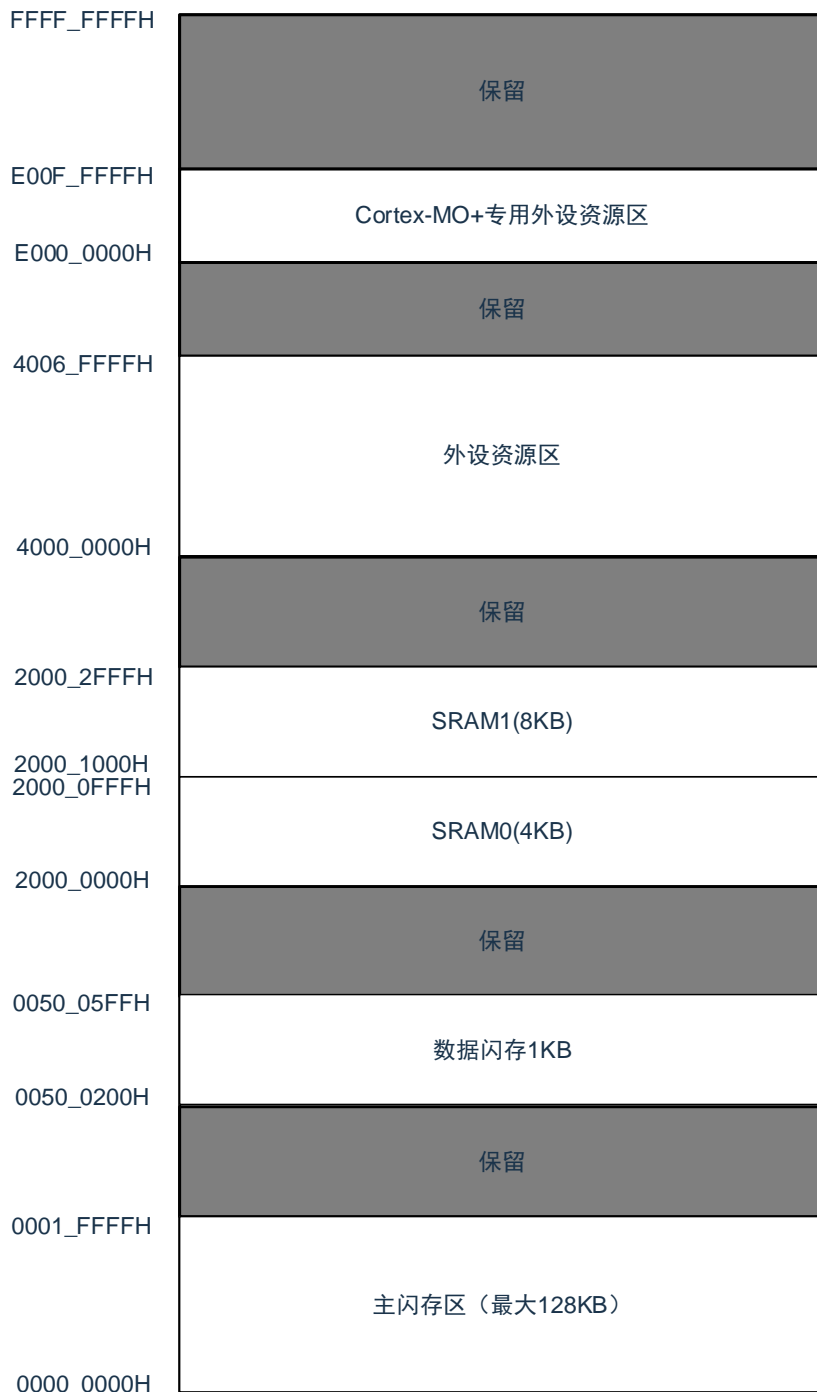 FFFF_FFFFH
保留
E00F_FFFFH
Cortex-MO+专用外设资源区
E000_0000H
保留
4006_FFFFH
外设资源区
4000_0000H
保留
2000_2FFFH
SRAM1(8KB)
2000_1000H
2000_0FFFH
SRAM0(4KB)
2000_0000H
保留
0050_05FFH
数据闪存1KB
0050_0200H
保留
0001_FFFFH
主闪存区（最大128KB）
0000_0000H